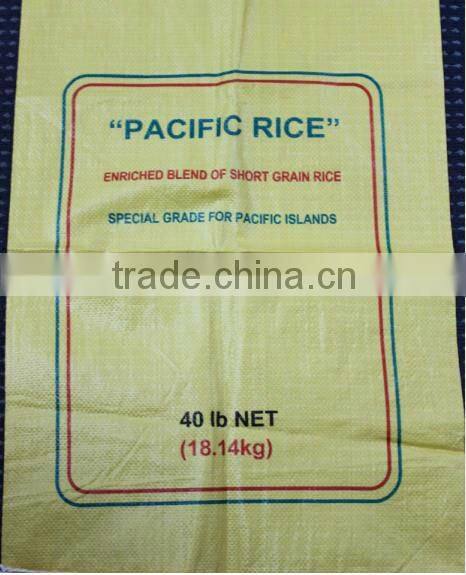 “PACIFIC RICE”
ENRICHED BLEND OF SHORT GRAIN RICE
SPECIAL GRADE FOR PACIFIC ISLANDS
trade.china.cn
40 lb NET
(18.14kg)